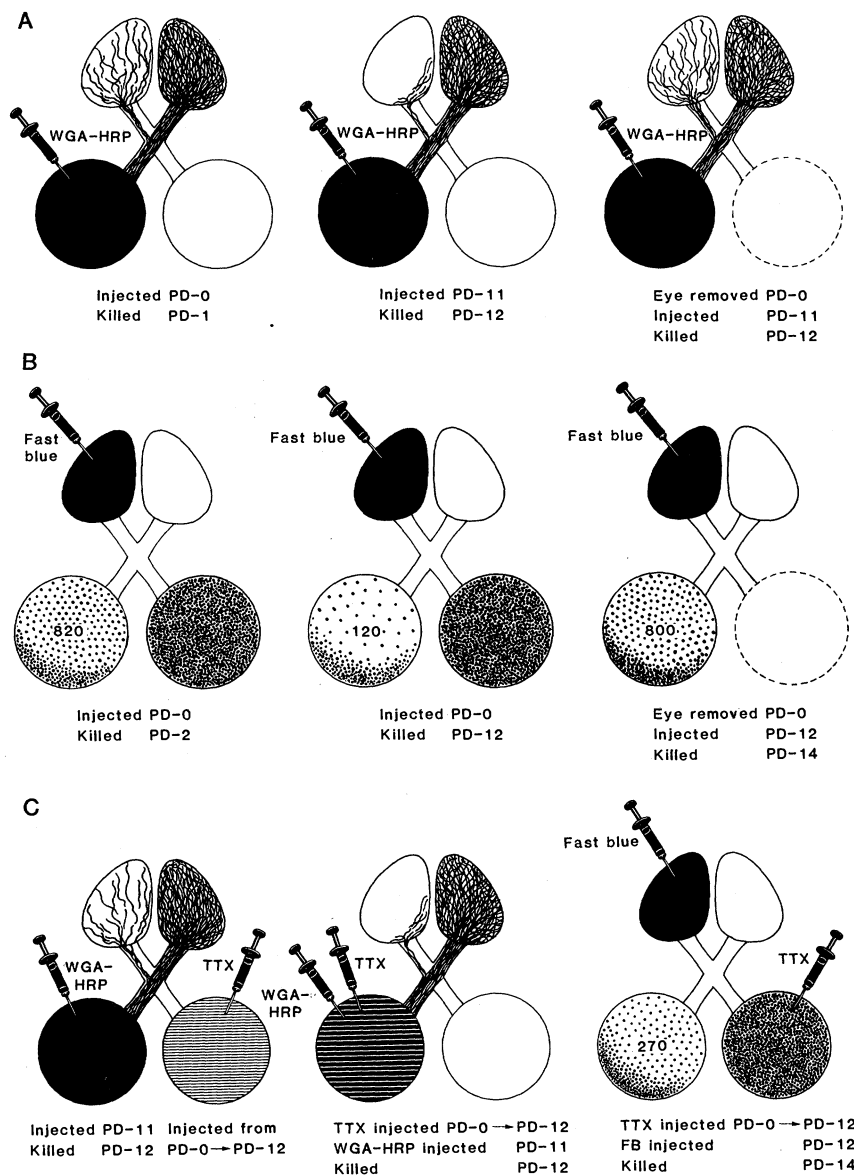 A
WGA-HRP
WGA-HRP
WGA-HRP
Injected PD-0
Killed PD-1
Injected PD-11
Killed PD-12
Eye removed PD-0
Injected PD-11
Killed PD-12
B
Fast
blue
Fast blue
Fast blue
820
120
800
Injected PD-0
Killed PD-2
Injected PD-0
Killed PD-12
Eye removed PD-0
Injected PD-12
Killed PD-14
C
WGA-
HRP
TTX
WGA-
HRP
TTX
Fast blue
TTX
270
Injected PD-11
Killed PD-12
Injected from
PD-0→PD-12
TTX injected PD-0→PD-12
WGA-HRP injected PD-11
Killed PD-12
TTX injected PD-0→PD-12
FB injected PD-12
Killed PD-14